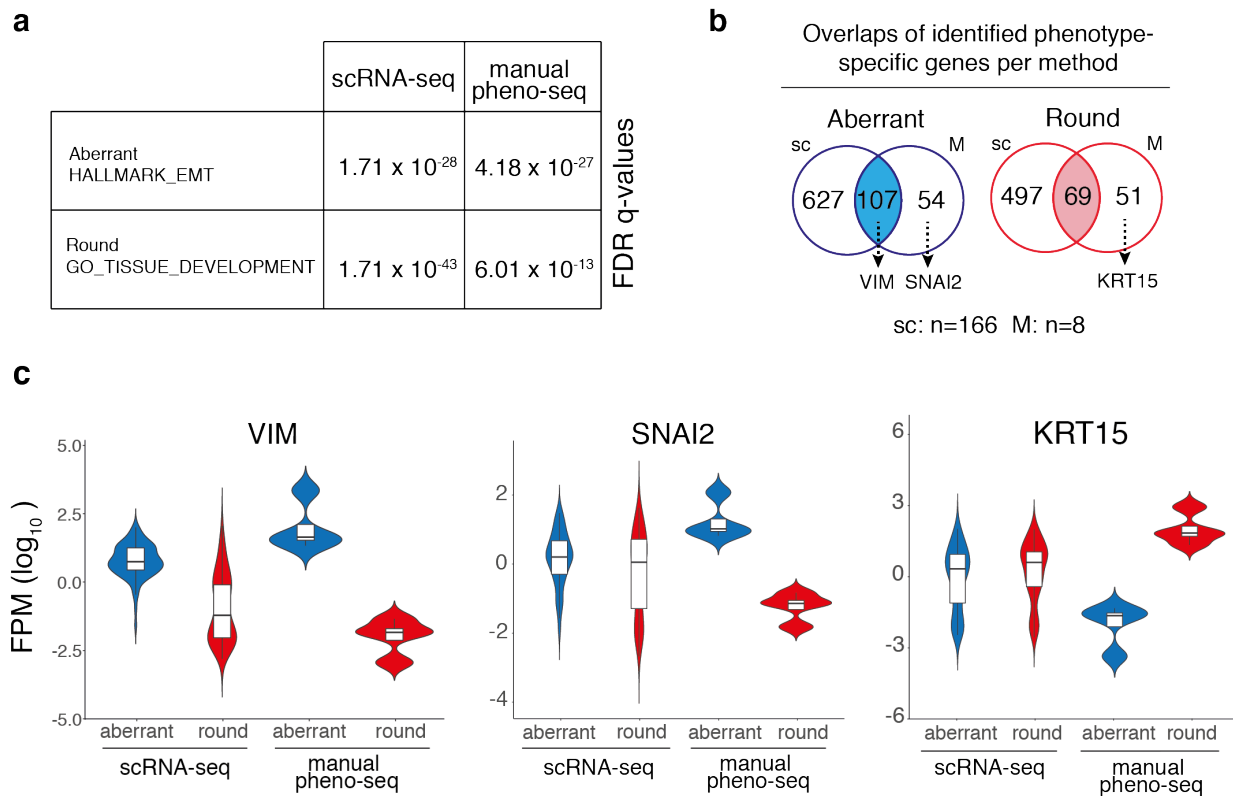 a
scRNA-seq
manual
pheno-seq
Aberrant
HALLMARK_EMT
1.71 x 10-28
4.18 x 10-27
Round
GO_TISSUE_DEVELOPMENT
1.71 x 10-43
6.01 x 10-13
FDR q-values
b
Overlaps of identified phenotype-
specific genes per method
Aberrant
Round
sc
M
sc
M
627
107
54
497
69
51
VIM
SNAI2
KRT15
sc: n=166 M: n=8
c
FPM (log10)
VIM
5.0
2.5
0.0
-2.5
-5.0
aberrant
round
aberrant
round
scRNA-seq
manual
pheno-seq
SNAI2
2
0
-2
-4
aberrant
round
aberrant
round
scRNA-seq
manual
pheno-seq
KRT15
6
3
0
-3
-6
aberrant
round
aberrant
round
scRNA-seq
manual
pheno-seq